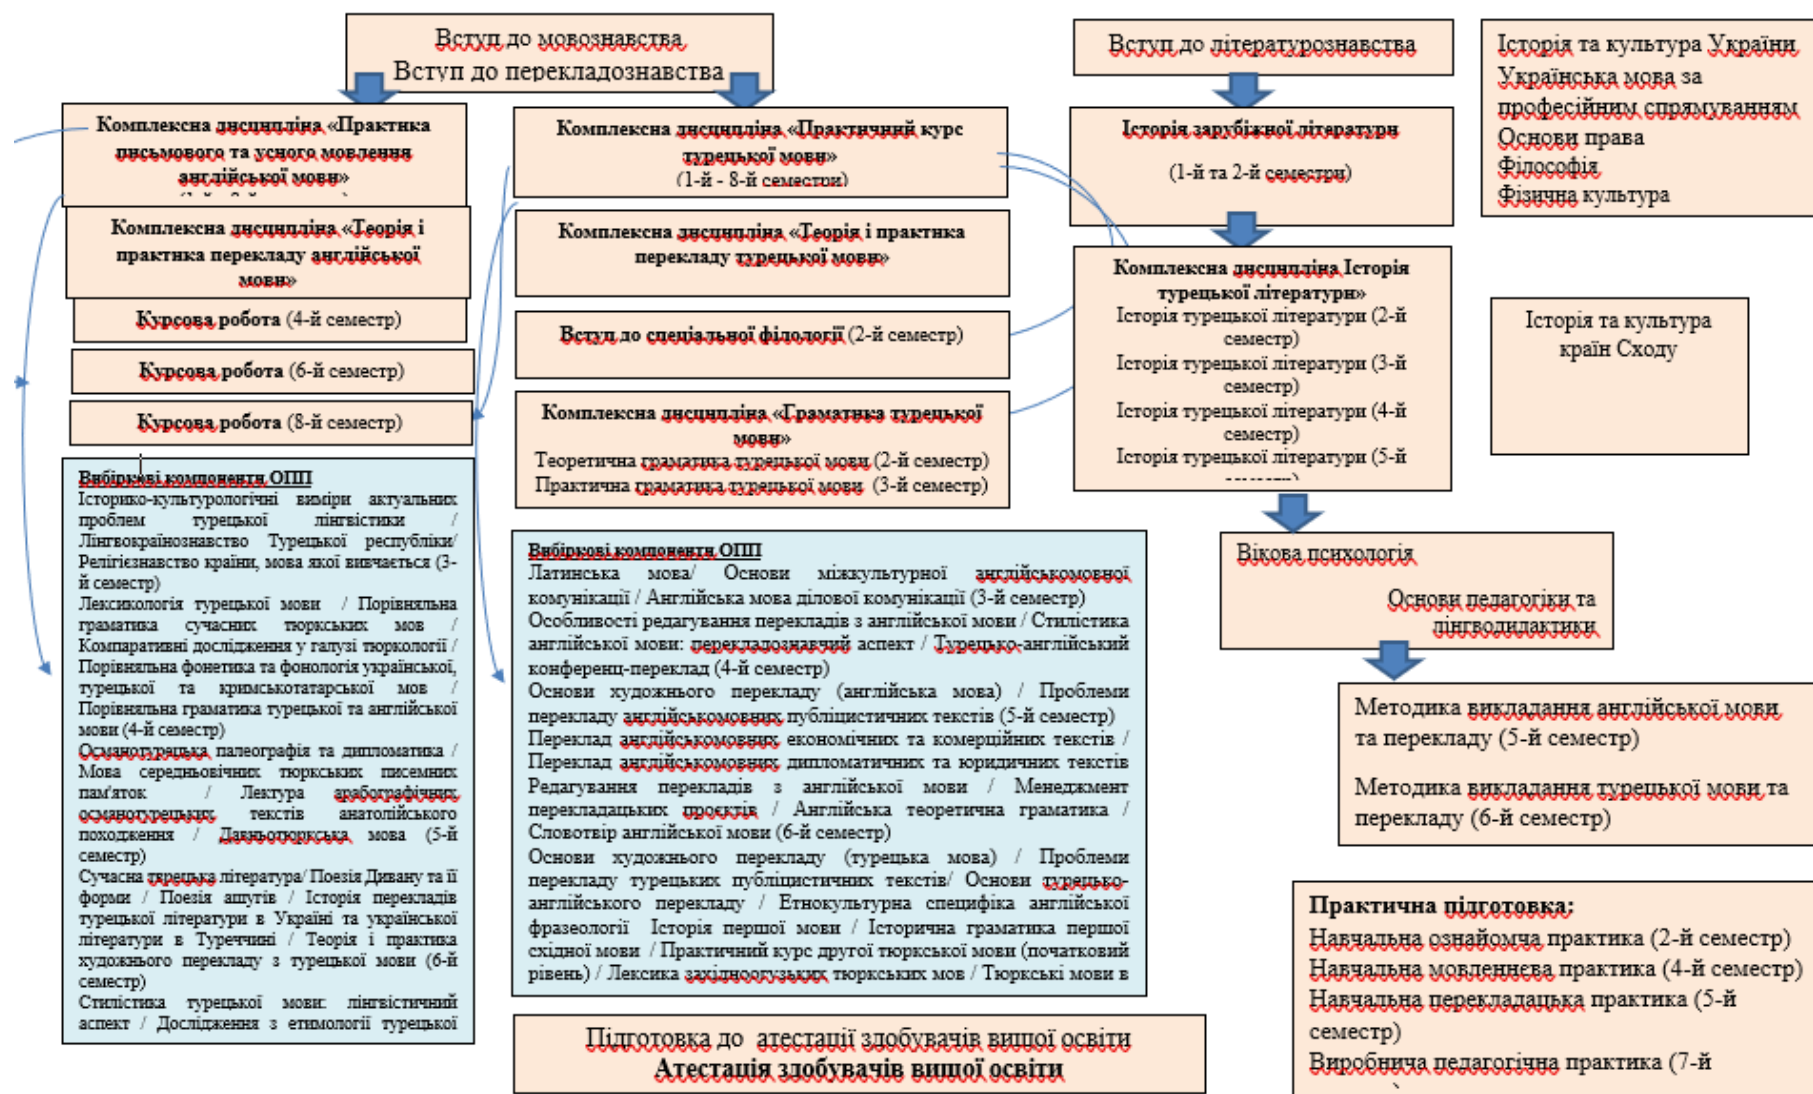 Вступ до мовознавства
Вступ до перекладознавства
Вступ до літературознавства
Історія та культура України
Українська мова за
професійним спрямуванням
Основи права
Філософія
Фізична культура
Комплексна дисципліна «Практика
письмового та усного мовлення
англійської мови»
Комплексна дисципліна «Теорія і
практика перекладу англійської
мови»
Курсова робота (4-й семестр)
Курсова робота (6-й семестр)
Курсова робота (8-й семестр)
Комплексна дисципліна «Практичний курс
турецької мови»
(1-й - 8-й семестри)
Комплексна дисципліна «Теорія і практика
перекладу турецької мови»
Вступ до спеціальної філології (2-й семестр)
Комплексна дисципліна «Граматика турецької
мови»
Теоретична граматика турецької мови (2-й семестр)
Практична граматика турецької мови (3-й семестр)
Історія зарубіжної літератури
(1-й та 2-й семестри)
Комплексна дисципліна Історія
турецької літератури»
Історія турецької літератури (2-й
семестр)
Історія турецької літератури (3-й
семестр)
Історія турецької літератури (4-й
семестр)
Історія турецької літератури (5-й
Історія та культура
країн Сходу
Вибіркові компоненти ОПП
Історико-культурологічні виміри актуальних
проблем турецької лінгвістики /
Лінгвокраїнознавство Турецької республіки/
Релігієзнавство країни, мова якої вивчається (3-
й семестр)
Лексикологія турецької мови / Порівняльна
граматика сучасних тюркських мов /
Компаративні дослідження у галузі тюркології /
Порівняльна фонетика та фонологія української,
турецької та кримськотатарської мов /
Порівняльна граматика турецької та англійської
мови (4-й семестр)
Османотурецька палеографія та дипломатика /
Мова середньовічних тюркських писемних
пам'яток / Лектура арабографічних
османотурецьких текстів анатолійського
походження / Давньотюркська мова (5-й
семестр)
Сучасна турецька література/ Поезія Дивану та її
форми / Поезія ашугів / Історія перекладів
турецької літератури в Україні та української
літератури в Туреччині / Теорія і практика
художнього перекладу з турецької мови (6-й
семестр)
Стилістика турецької мови: лінгвістичний
аспект / Дослідження з етимології турецької
Вибіркові компоненти ОПП
Латинська мова/ Основи міжкультурної англійськомовної
комунікації / Англійська мова ділової комунікації (3-й семестр)
Особливості редагування перекладів з англійської мови / Стилістика
англійської мови: перекладознавчий аспект / Турецько-англійський
конференц-переклад (4-й семестр)
Основи художнього перекладу (англійська мова) / Проблеми
перекладу англійськомовних публіцистичних текстів (5-й семестр)
Переклад англійськомовних економічних та комерційних текстів /
Переклад англійськомовних дипломатичних та юридичних текстів
Редагування перекладів з англійської мови / Менеджмент
перекладацьких проєктів / Англійська теоретична граматика /
Словотвір англійської мови (6-й семестр)
Основи художнього перекладу (турецька мова) / Проблеми
перекладу турецьких публіцистичних текстів/ Основи турецько-
англійського перекладу / Етнокультурна специфіка англійської
фразеології Історія першої мови / Історична граматика першої
східної мови / Практичний курс другої тюркської мови (початковий
рівень) / Лексика західноогузьких тюркських мов / Тюркські мови в
Вікова психологія
Основи педагогіки та
лінгводидактики
Методика викладання англійської мови
та перекладу (5-й семестр)
Методика викладання турецької мови та
перекладу (6-й семестр)
Практична підготовка:
Навчальна ознайомча практика (2-й семестр)
Навчальна мовленнєва практика (4-й семестр)
Навчальна перекладацька практика (5-й
семестр)
Виробнича педагогічна практика (7-й
Підготовка до атестації здобувачів вищої освіти
Атестація здобувачів вищої освіти